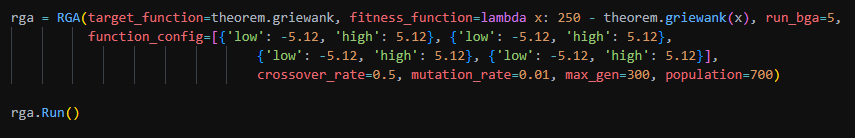 rga = RGA(target_function=theorem.griewank, fitness_function=lambda x: 250 - theorem.griewank(x), run_bga=5,
function_config=[{'low': -5.12, 'high': 5.12}, {'low': -5.12, 'high': 5.12},
{'low': -5.12, 'high': 5.12}, {'low': -5.12, 'high': 5.12}],
crossover_rate=0.5, mutation_rate=0.01, max_gen=300, population=700)
rga.Run()